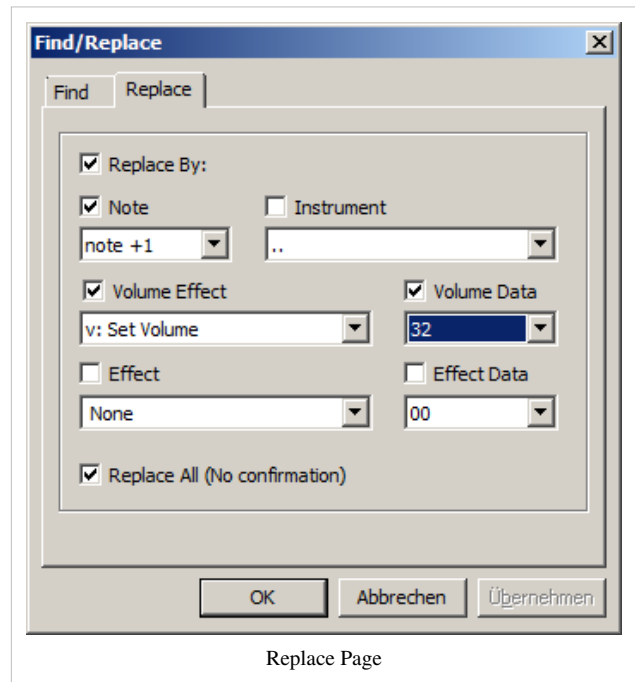 Find/Replace
Find Replace
Replace By:
Note Instrument
note +1 ..
Volume Effect Volume Data
v: Set Volume 32
Effect Effect Data
None 00
Replace All (No confirmation)
OK Abbrechen Übernehmen
Replace Page